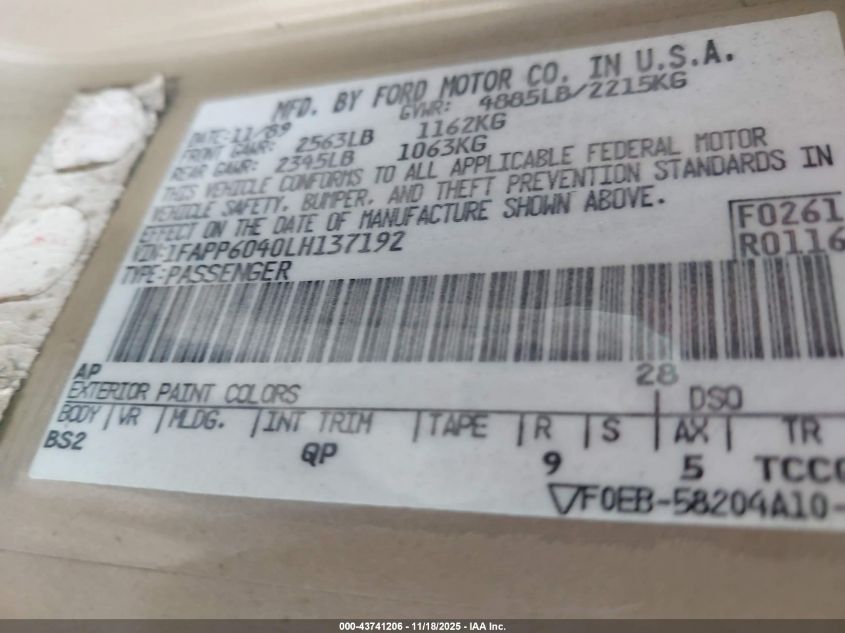 MFD. BY FORD MOTOR CO. IN U.S.A.
DATE: 11/89 GVWR: 4885LB/2215KG
FRONT GAWR: 2563LB 1162KG
REAR GAWR: 2345LB 1063KG
THIS VEHICLE CONFORMS TO ALL APPLICABLE FEDERAL MOTOR
VEHICLE SAFETY, BUMPER, AND THEFT PREVENTION STANDARDS IN
EFFECT ON THE DATE OF MANUFACTURE SHOWN ABOVE.
VIN: 1FAPP6040LH137192
TYPE: PASSENGER
F0261
R0116
AP 28
EXTERIOR PAINT COLORS DSO
BODY VR MLDG. INT TRIM TAPE R S AX TR
BS2 QP 9 5 TCCC
F0EB-58204A10-
000-43741206 - 11/18/2025 - IAA Inc.